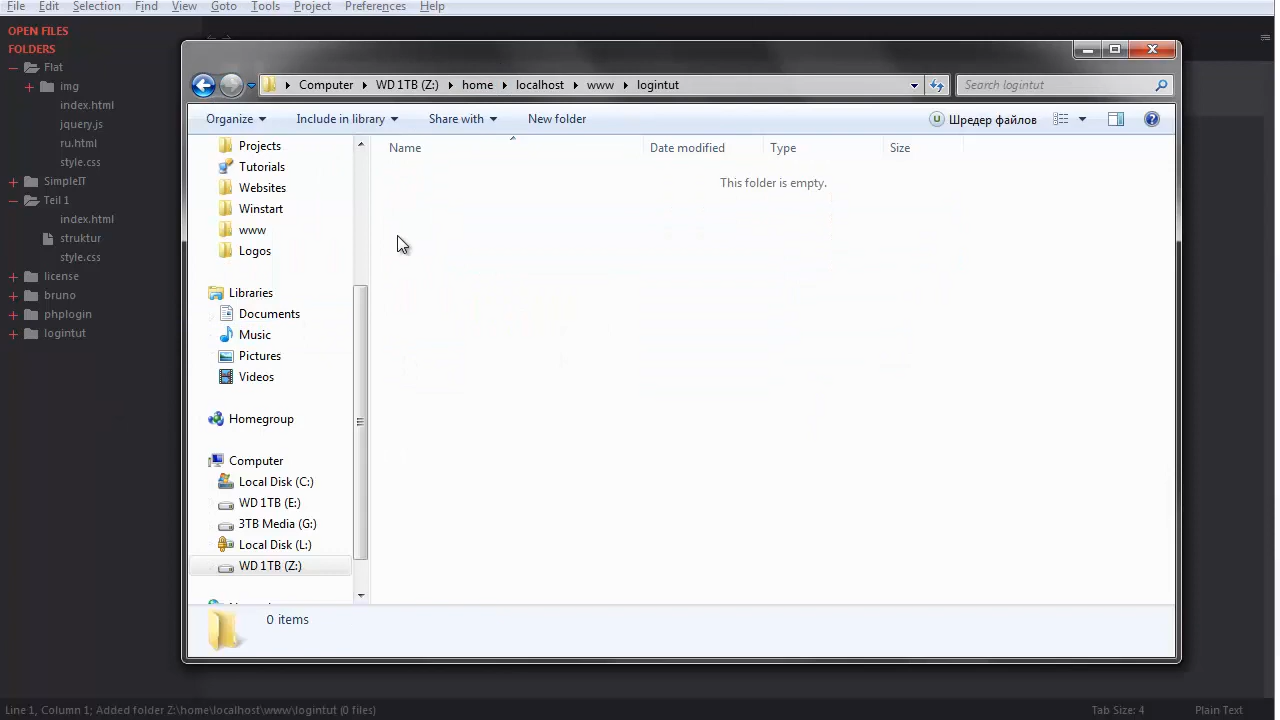 File Edit Selection Find View Goto Tools Project Preferences Help
OPEN FILES
FOLDERS
Flat
img
index.html
jquery.js
ru.html
style.css
SimpleIT
Teil 1
index.html
struktur
style.css
license
bruno
phplogin
logintut
Computer WD 1TB (Z:) home localhost www logintut
Search logintut
Organize Include in library Share with New folder Шредер файлов
Projects
Tutorials
Websites
Winstart
www
Logos
Libraries
Documents
Music
Pictures
Videos
Homegroup
Computer
Local Disk (C:)
WD 1TB (E:)
3TB Media (G:)
Local Disk (L:)
WD 1TB (Z:)
Name Date modified Type Size
This folder is empty.
0 items
Line 1, Column 1; Added folder Z:\home\localhost\www\logintut (0 files)
Tab Size: 4 Plain Text